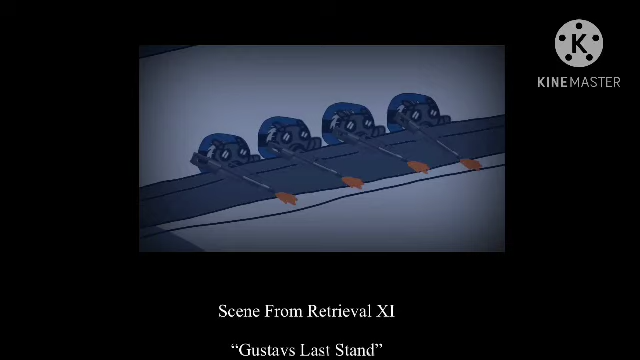 K
KINEMASTER
Scene From Retrieval XI
“Gustavs Last Stand”